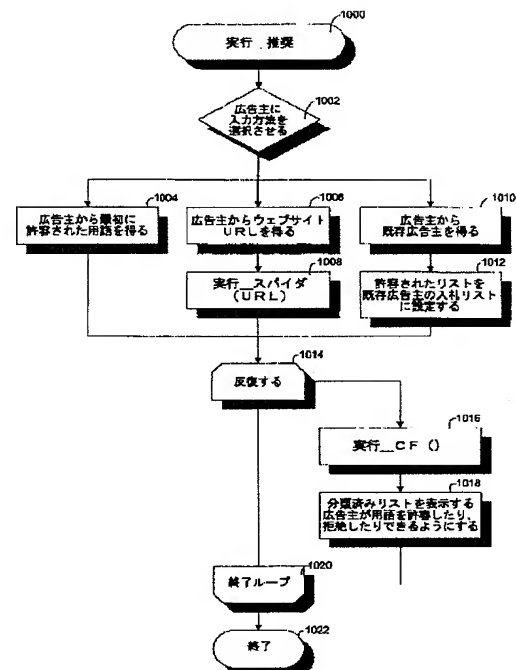 1000
実行＿推奨
1002
広告主に
入力方法を
選択させる
1004
広告主から最初に
許容された用語を得る
1006
広告主からウェブサイト
URLを得る
1008
実行＿スパイダ
（URL）
1010
広告主から
既存広告主を得る
1012
許容されたリストを
既存広告主の入札リスト
に設定する
1014
反復する
1016
実行＿CF（）
1018
分類済みリストを表示する
広告主が用語を許容したり、
拒絶したりできるようにする
1020
終了ループ
1022
終了